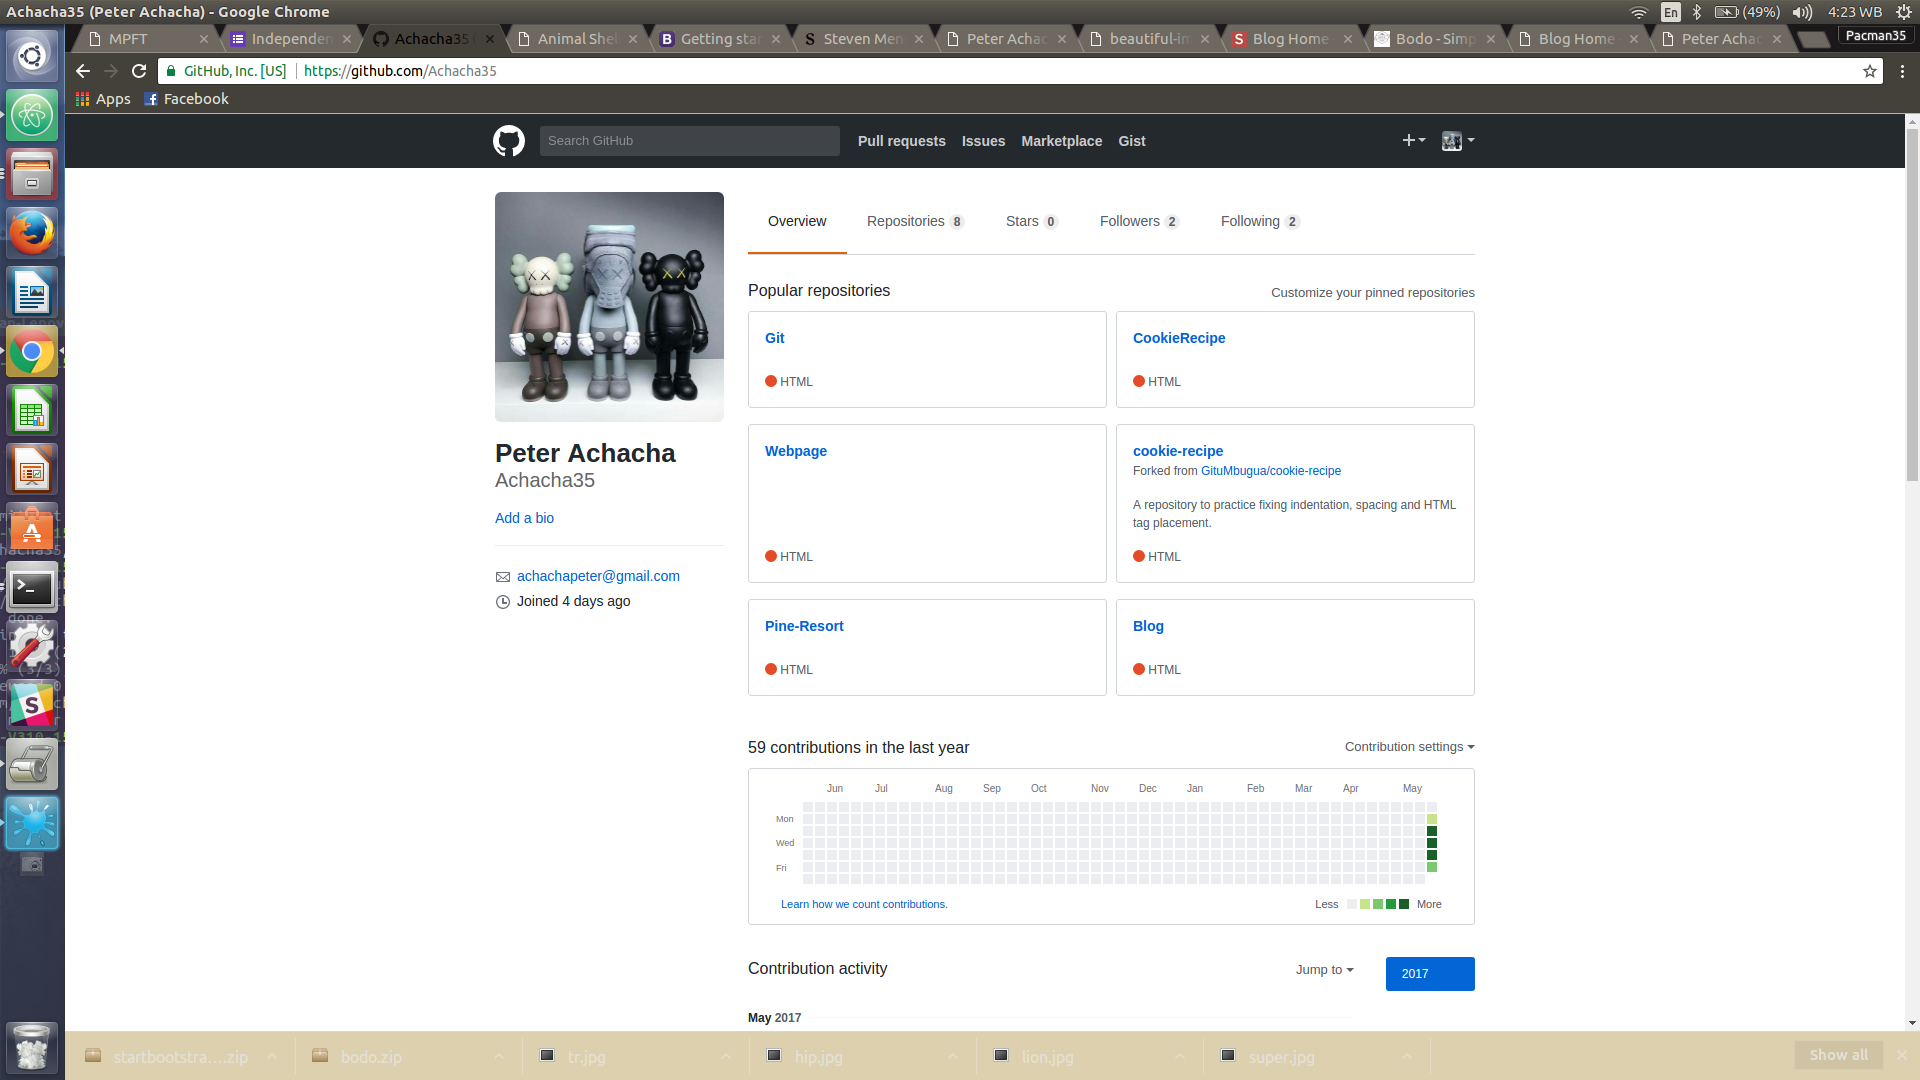 Achacha35 (Peter Achacha) - Google Chrome
En
(49%)
4:23 WB
MPFT
Independen
Achacha35
Animal Shel
Getting star
Steven Men
Peter Achac
beautiful-im
Blog Home
Bodo - Simp
Blog Home
Peter Achac
Pacman35
GitHub, Inc. [US]
https://github.com/Achacha35
Apps
Facebook
Search GitHub
Pull requests
Issues
Marketplace
Gist
Overview
Repositories 8
Stars 0
Followers 2
Following 2
Popular repositories
Customize your pinned repositories
Git
HTML
CookieRecipe
HTML
Webpage
HTML
cookie-recipe
Forked from GituMbugua/cookie-recipe
A repository to practice fixing indentation, spacing and HTML
tag placement.
HTML
Pine-Resort
HTML
Blog
HTML
Peter Achacha
Achacha35
Add a bio
achachapeter@gmail.com
Joined 4 days ago
59 contributions in the last year
Contribution settings
Jun Jul Aug Sep Oct Nov Dec Jan Feb Mar Apr May
Mon
Wed
Fri
Learn how we count contributions.
Less
More
Contribution activity
Jump to
2017
May 2017
startbootstra....zip
bodo.zip
tr.jpg
hip.jpg
lion.jpg
super.jpg
Show all